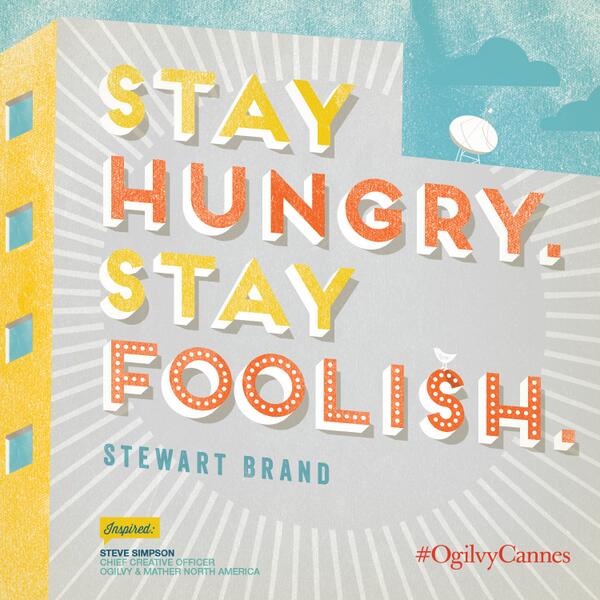 STAY
HUNGRY.
STAY
FOOLISH.
STEWART BRAND
Inspired:
STEVE SIMPSON
CHIEF CREATIVE OFFICER
OGILVY & MATHER NORTH AMERICA
#OgilvyCannes